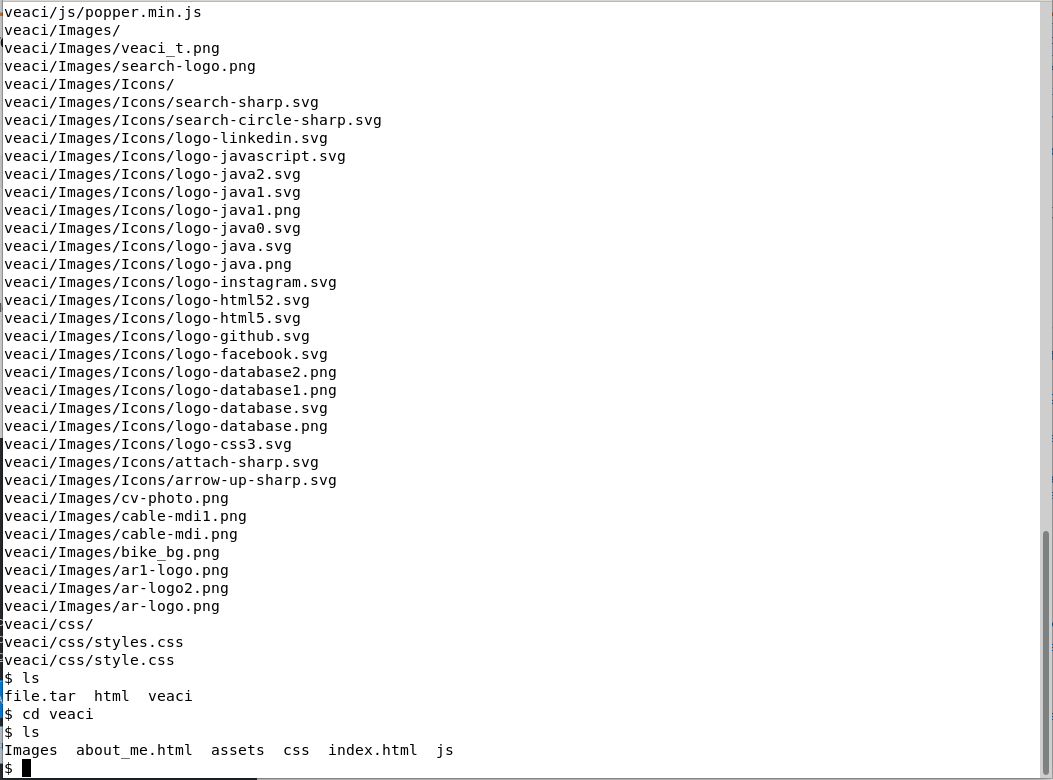 veaci/js/popper.min.js
veaci/Images/
veaci/Images/veaci_t.png
veaci/Images/search-logo.png
veaci/Images/Icons/
veaci/Images/Icons/search-sharp.svg
veaci/Images/Icons/search-circle-sharp.svg
veaci/Images/Icons/logo-linkedin.svg
veaci/Images/Icons/logo-javascript.svg
veaci/Images/Icons/logo-java2.svg
veaci/Images/Icons/logo-java1.svg
veaci/Images/Icons/logo-java1.png
veaci/Images/Icons/logo-java0.svg
veaci/Images/Icons/logo-java.svg
veaci/Images/Icons/logo-java.png
veaci/Images/Icons/logo-instagram.svg
veaci/Images/Icons/logo-html52.svg
veaci/Images/Icons/logo-html5.svg
veaci/Images/Icons/logo-github.svg
veaci/Images/Icons/logo-facebook.svg
veaci/Images/Icons/logo-database2.png
veaci/Images/Icons/logo-database1.png
veaci/Images/Icons/logo-database.svg
veaci/Images/Icons/logo-database.png
veaci/Images/Icons/logo-css3.svg
veaci/Images/Icons/attach-sharp.svg
veaci/Images/Icons/arrow-up-sharp.svg
veaci/Images/cv-photo.png
veaci/Images/cable-mdi1.png
veaci/Images/cable-mdi.png
veaci/Images/bike_bg.png
veaci/Images/ar1-logo.png
veaci/Images/ar-logo2.png
veaci/Images/ar-logo.png
veaci/css/
veaci/css/styles.css
veaci/css/style.css
$ ls
file.tar  html  veaci
$ cd veaci
$ ls
Images  about_me.html  assets  css  index.html  js
$